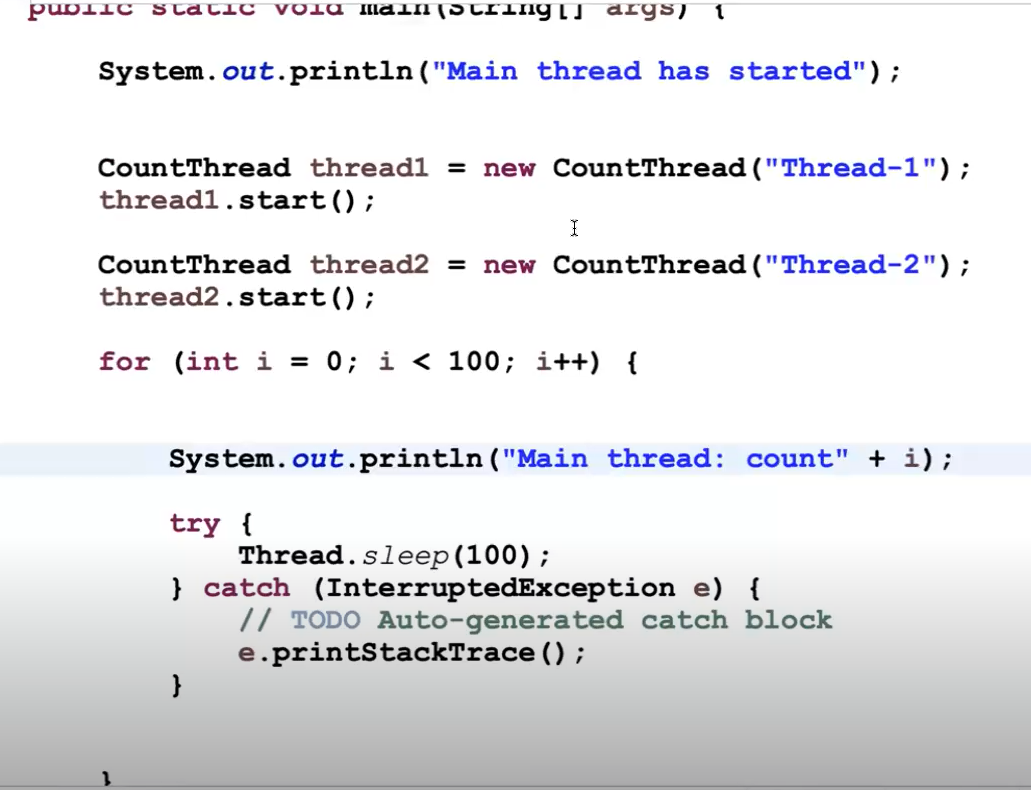 public static void main(String[] args) {
System.out.println("Main thread has started");
CountThread thread1 = new CountThread("Thread-1");
thread1.start();
CountThread thread2 = new CountThread("Thread-2");
thread2.start();
for (int i = 0; i < 100; i++) {
System.out.println("Main thread: count" + i);
try {
Thread.sleep(100);
} catch (InterruptedException e) {
// TODO Auto-generated catch block
e.printStackTrace();
}
}